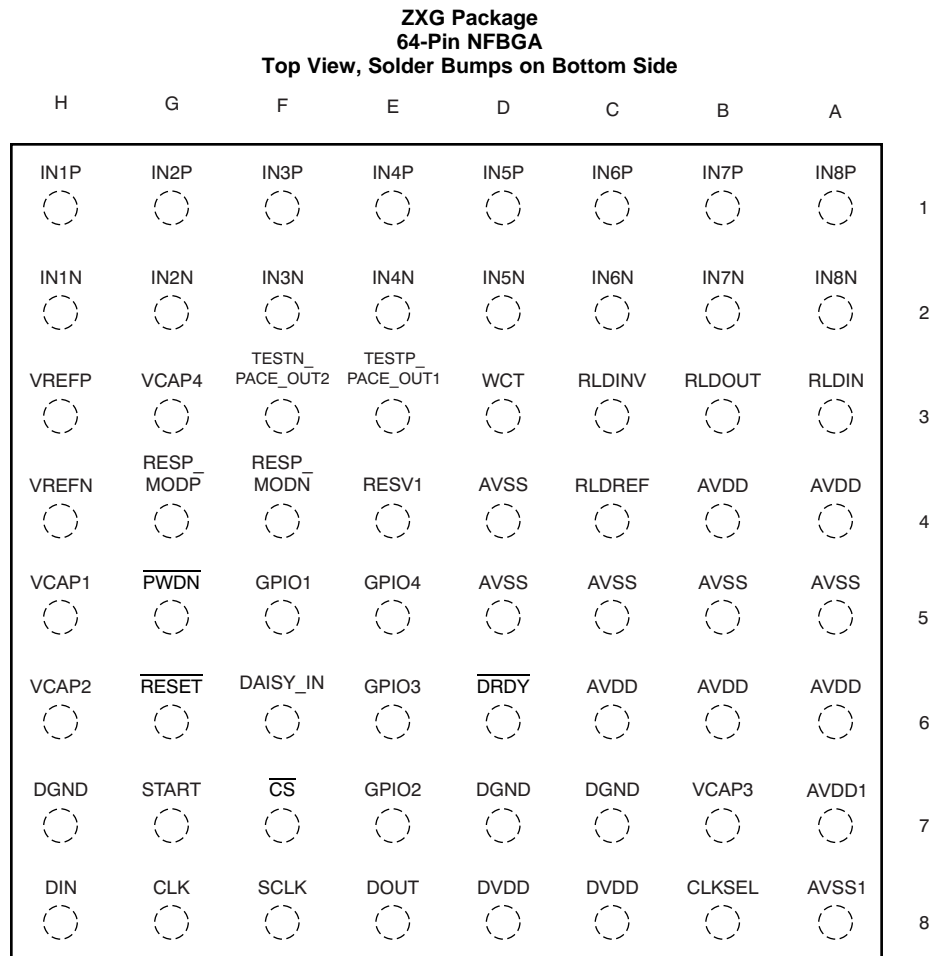 ZXG Package
64-Pin NFBGA
Top View, Solder Bumps on Bottom Side
H G F E D C B A
IN1P IN2P IN3P IN4P IN5P IN6P IN7P IN8P
1
IN1N IN2N IN3N IN4N IN5N IN6N IN7N IN8N
2
TESTN_ TESTP_
VREFP VCAP4 PACE_OUT2 PACE_OUT1 WCT RLDINV RLDOUT RLDIN
3
RESP_ RESP_
VREFN MODP MODN RESV1 AVSS RLDREF AVDD AVDD
4
VCAP1 PWDN GPIO1 GPIO4 AVSS AVSS AVSS AVSS
5
VCAP2 RESET DAISY_IN GPIO3 DRDY AVDD AVDD AVDD
6
DGND START CS GPIO2 DGND DGND VCAP3 AVDD1
7
DIN CLK SCLK DOUT DVDD DVDD CLKSEL AVSS1
8